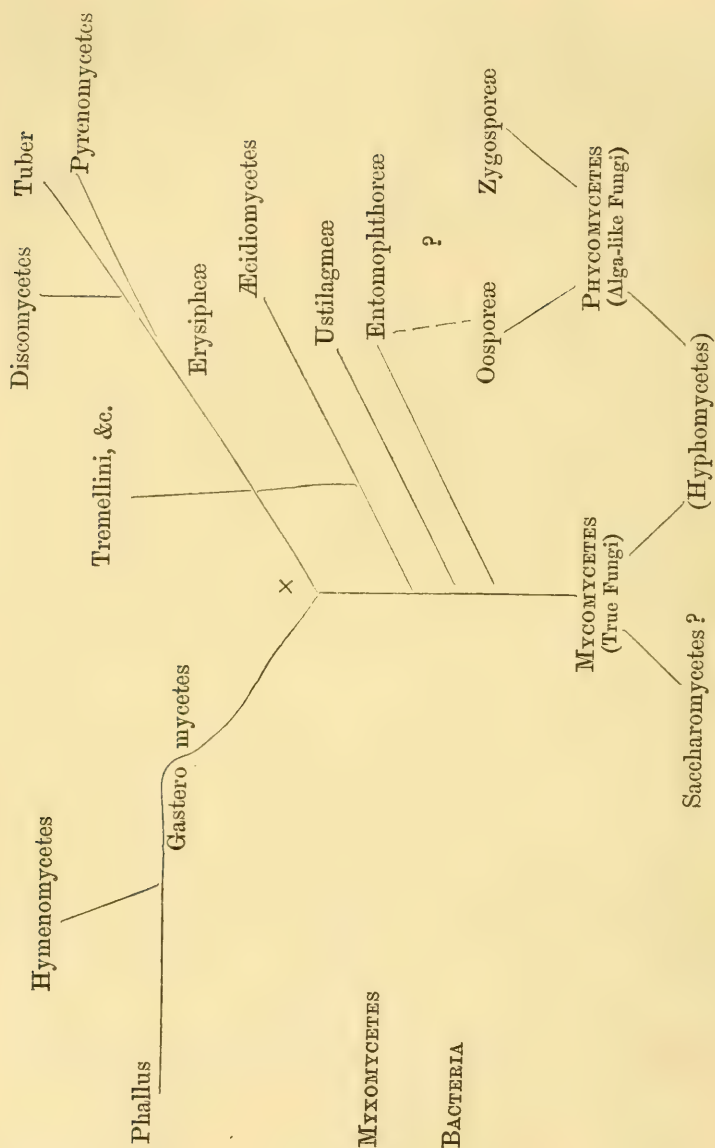 Discomycetes
Tuber
Hymenomycetes
Pyrenomycetes
Tremellini, &c.
Phallus
Gastero mycetes
Erysipheæ
×
Æcidiomycetes
Ustilagmeæ
MYXOMYCETES
Entomophthoreæ
?
BACTERIA
Oosporeæ
Zygosporeæ
MYCOMYCETES
(True Fungi)
PHYCOMYCETES
(Alga-like Fungi)
Saccharomycetes?
(Hyphomycetes)